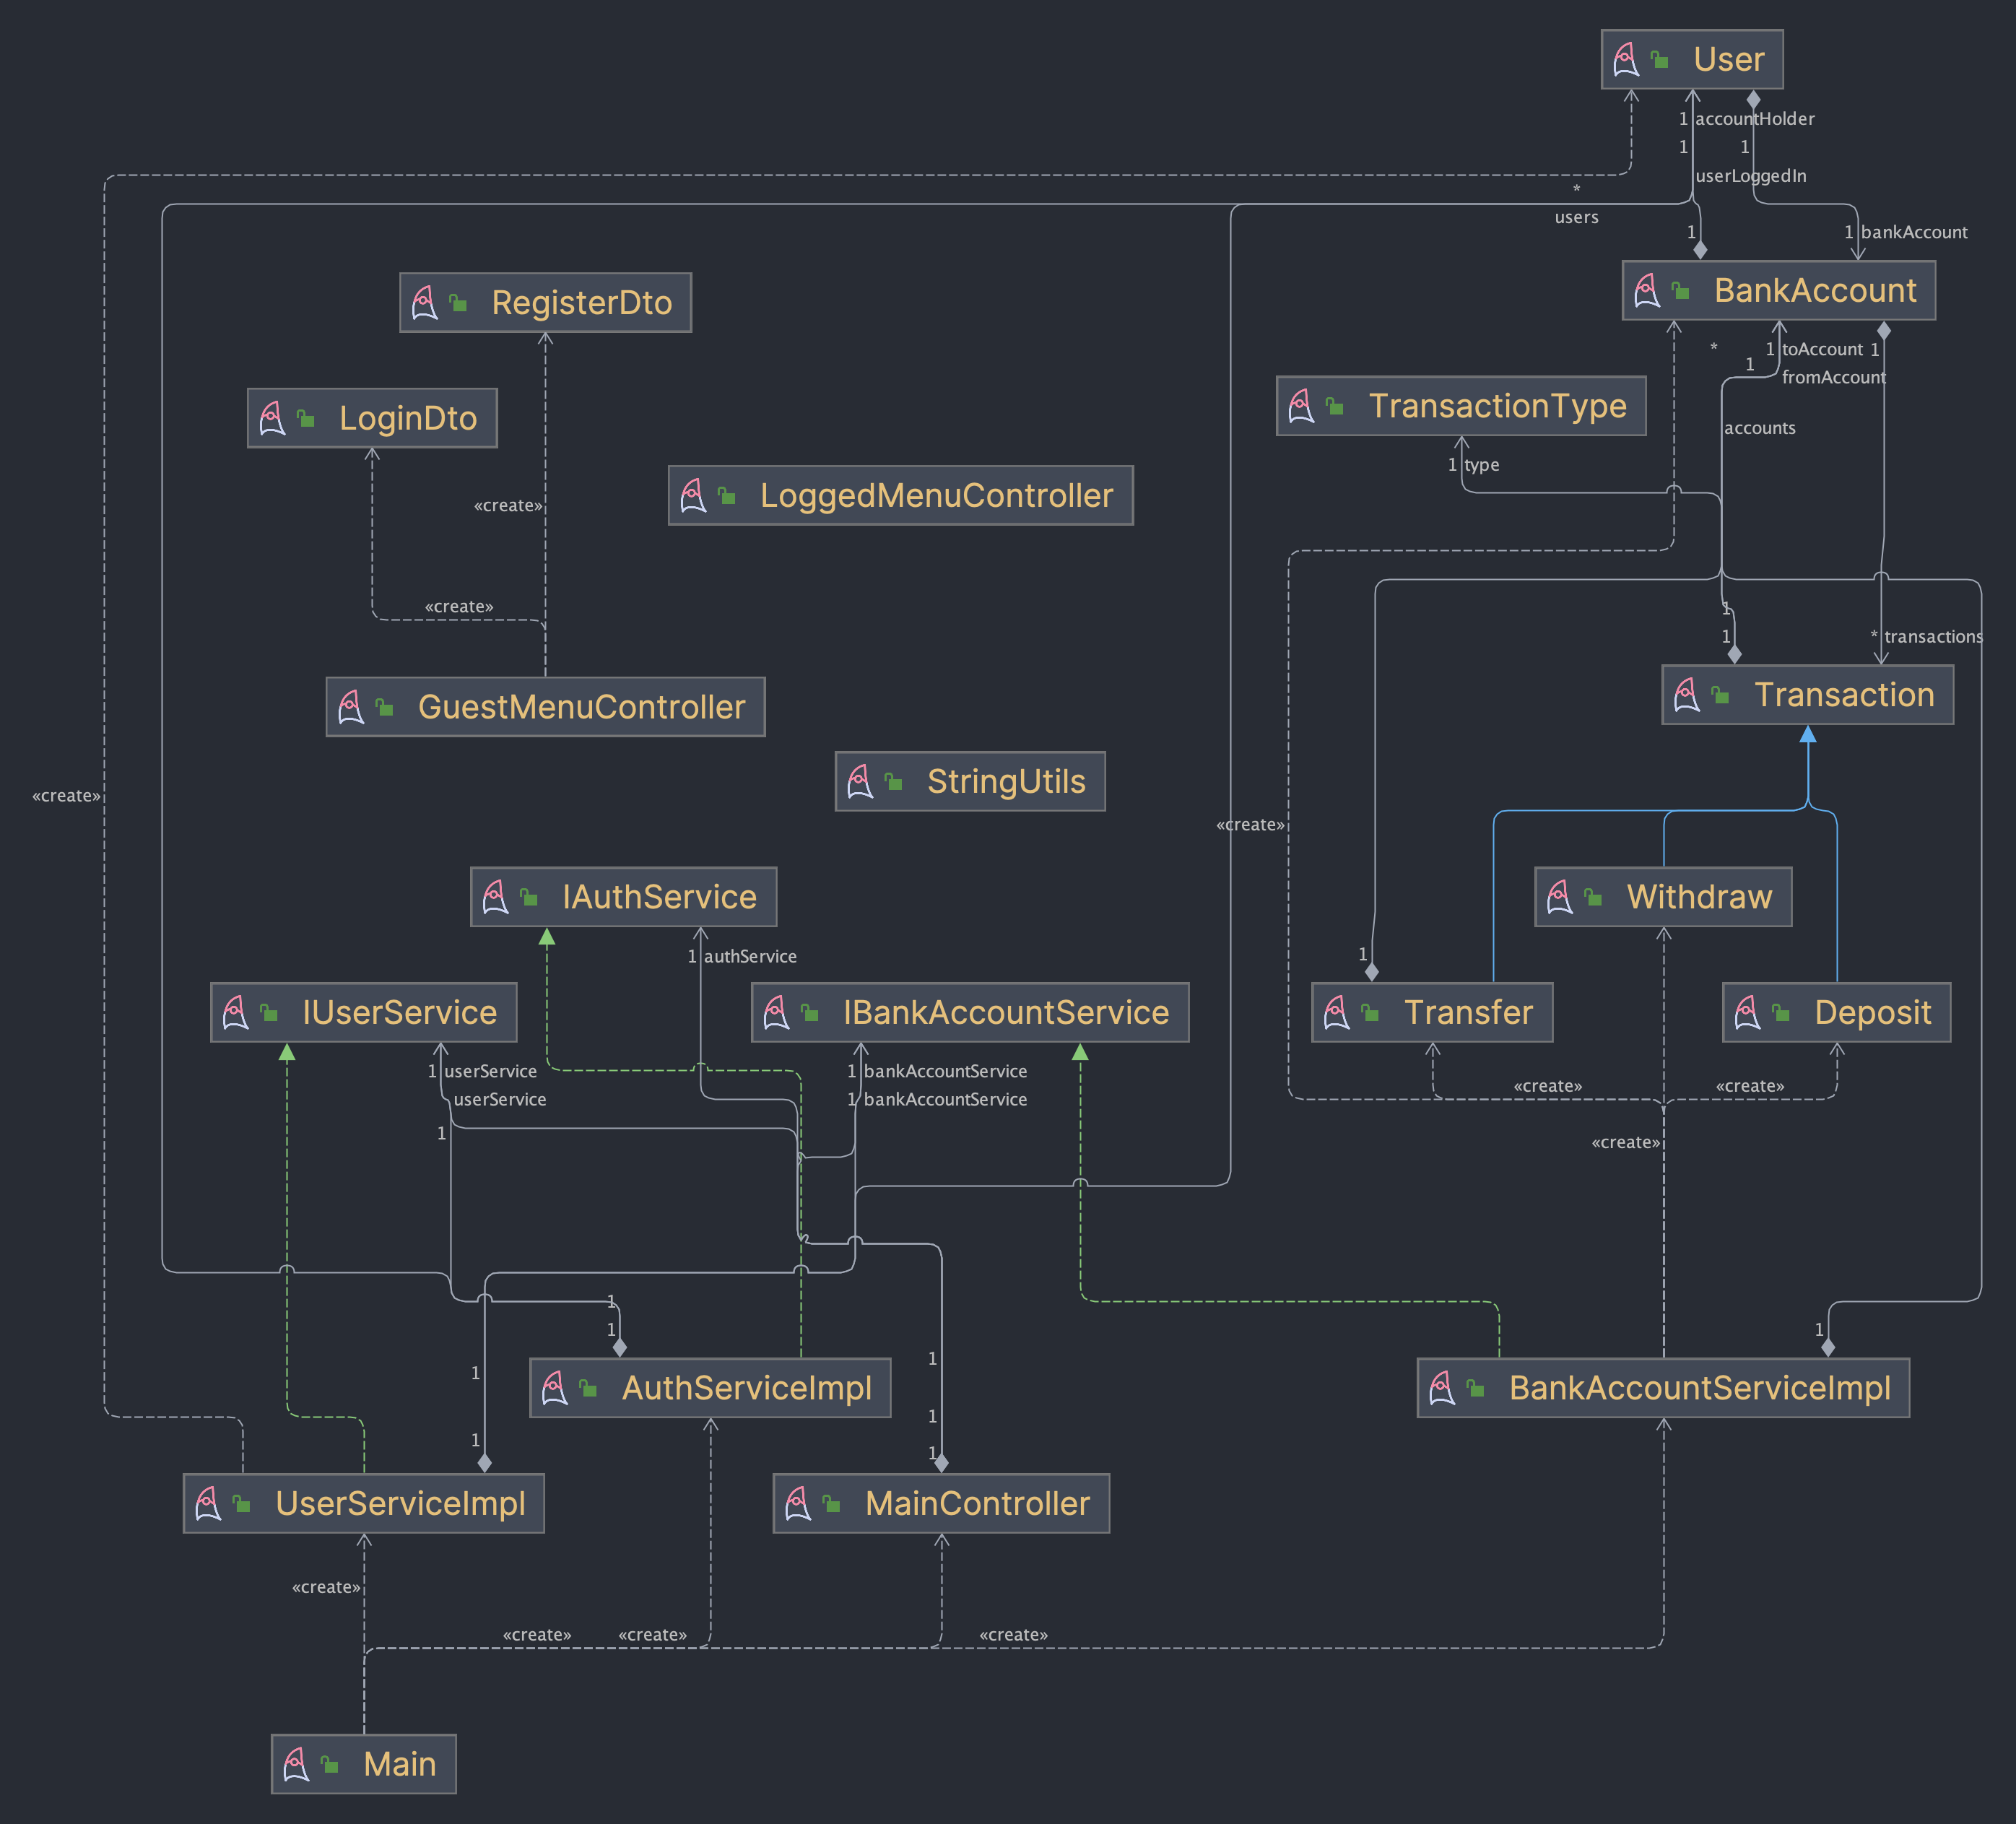 User
1 accountHolder
1
1
userLoggedIn
*
users
1
1 bankAccount
BankAccount
RegisterDto
*
1 toAccount
1
1
fromAccount
TransactionType
LoginDto
accounts
1 type
LoggedMenuController
«create»
«create»
1
1
* transactions
Transaction
GuestMenuController
StringUtils
«create»
«create»
IAuthService
Withdraw
1 authService
1
IUserService
IBankAccountService
Transfer
Deposit
1 userService
1 bankAccountService
«create»
«create»
userService
1 bankAccountService
1
«create»
1
1
1
1
1
AuthServiceImpl
BankAccountServiceImpl
1
1
1
1
UserServiceImpl
MainController
«create»
«create»
«create»
«create»
Main